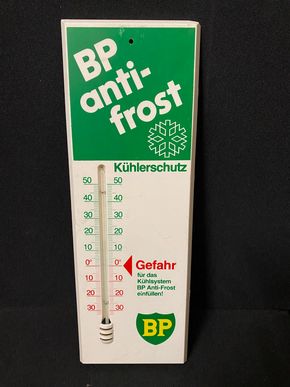 BP
anti-
frost
Kühlerschutz
50 50
40 40
30 30
20 20
10 10
0° 0°
10 10
20 20
30 30
Gefahr
für das
Kühlsystem
BP Anti-Frost
einfüllen!
BP